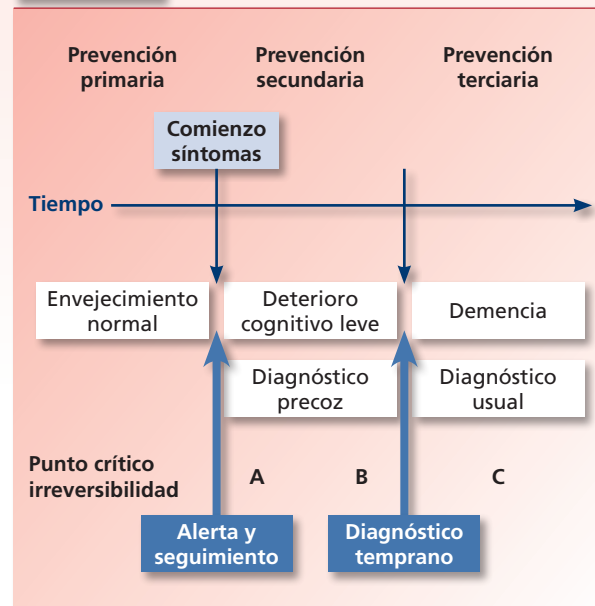 Prevención
primaria
Prevención
secundaria
Prevención
terciaria
Comienzo
síntomas
Tiempo
Envejecimiento
normal
Deterioro
cognitivo leve
Demencia
Diagnóstico
precoz
Diagnóstico
usual
Punto crítico
irreversibilidad
A
B
C
Alerta y
seguimiento
Diagnóstico
temprano